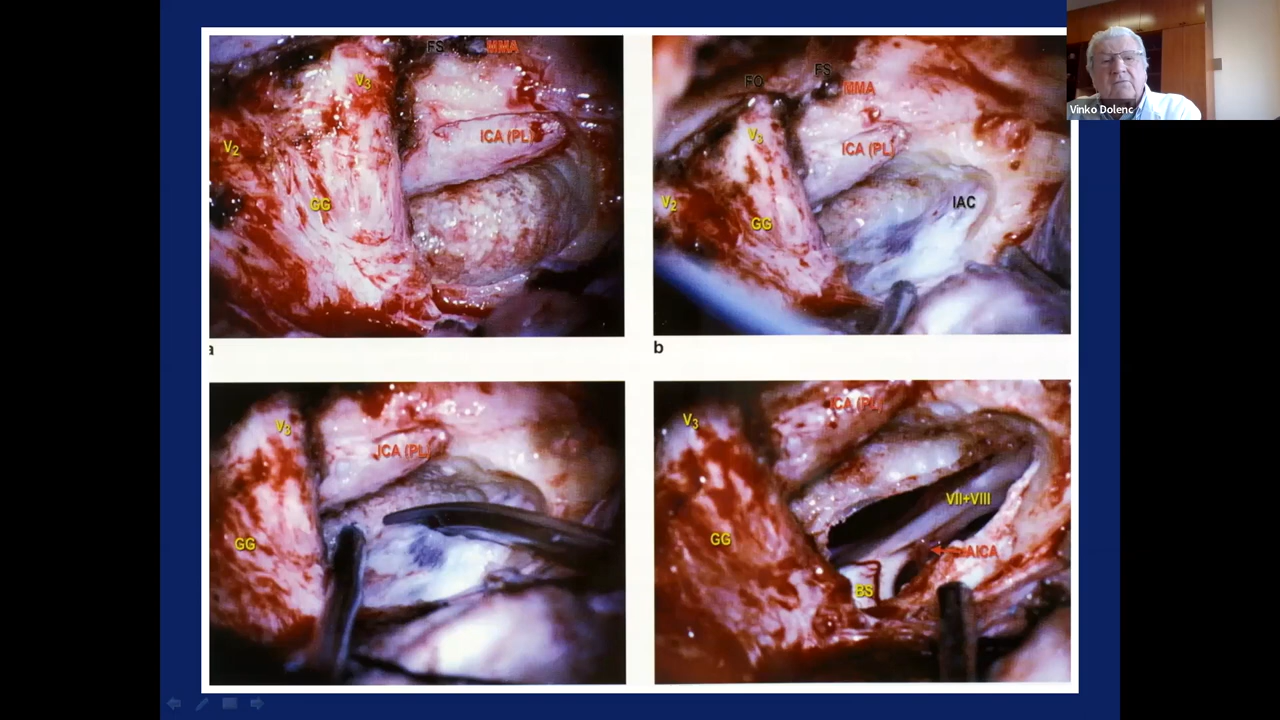 FS MMA
V3
ICA (PL)
V2
GG
a
FO FS
MMA
V3
ICA (PL)
V2
IAC
GG
b
V3
ICA (PL)
GG
ICA (PL)
V3
VII+VIII
GG
AICA
BS
Vinko Dolenc